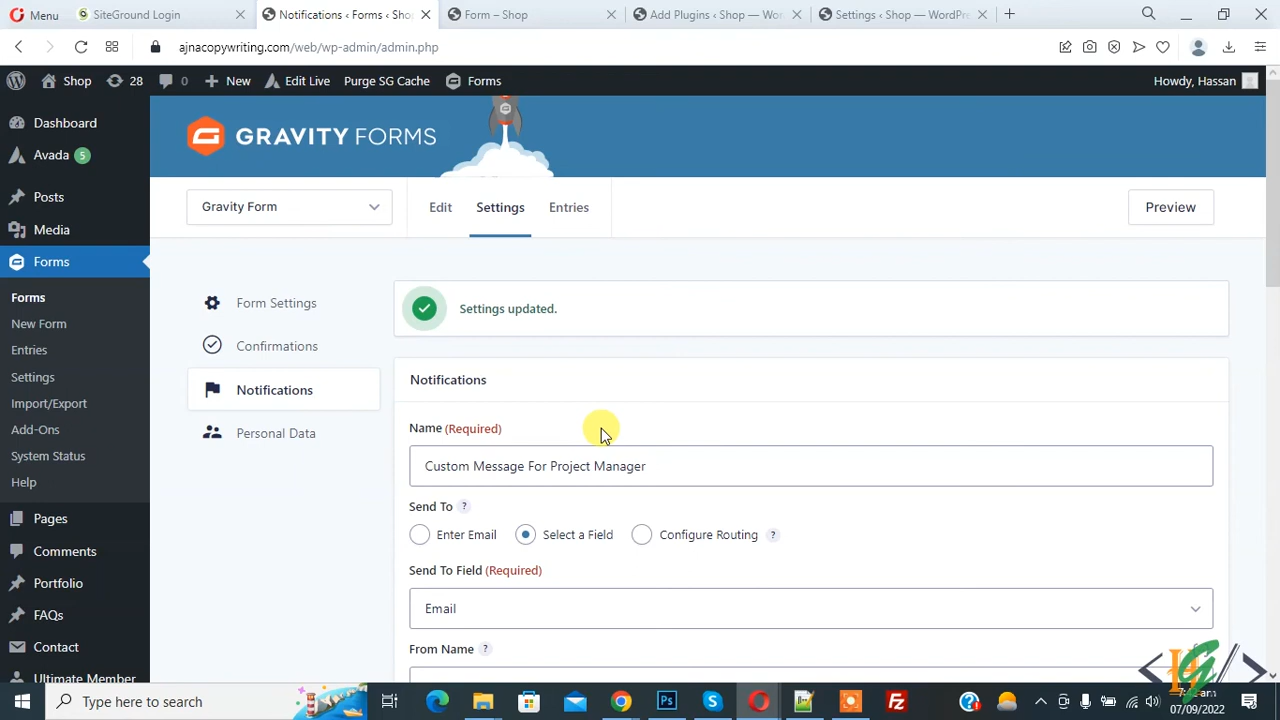 Menu
SiteGround Login
Notifications ‹ Forms ‹ Sho
Form – Shop
Add Plugins ‹ Shop — Wor
Settings ‹ Shop — WordPre
ajnacopywriting.com/web/wp-admin/admin.php
Shop
28
0
New
Edit Live
Purge SG Cache
Forms
Howdy, Hassan
Dashboard
Avada 5
Posts
Media
Forms
Forms
New Form
Entries
Settings
Import/Export
Add-Ons
System Status
Help
Pages
Comments
Portfolio
FAQs
Contact
Ultimate Member
GRAVITY FORMS
Gravity Form
Edit
Settings
Entries
Preview
Form Settings
Confirmations
Notifications
Personal Data
Settings updated.
Notifications
Name (Required)
Custom Message For Project Manager
Send To ?
Enter Email
Select a Field
Configure Routing ?
Send To Field (Required)
Email
From Name ?
Type here to search
07/09/2022